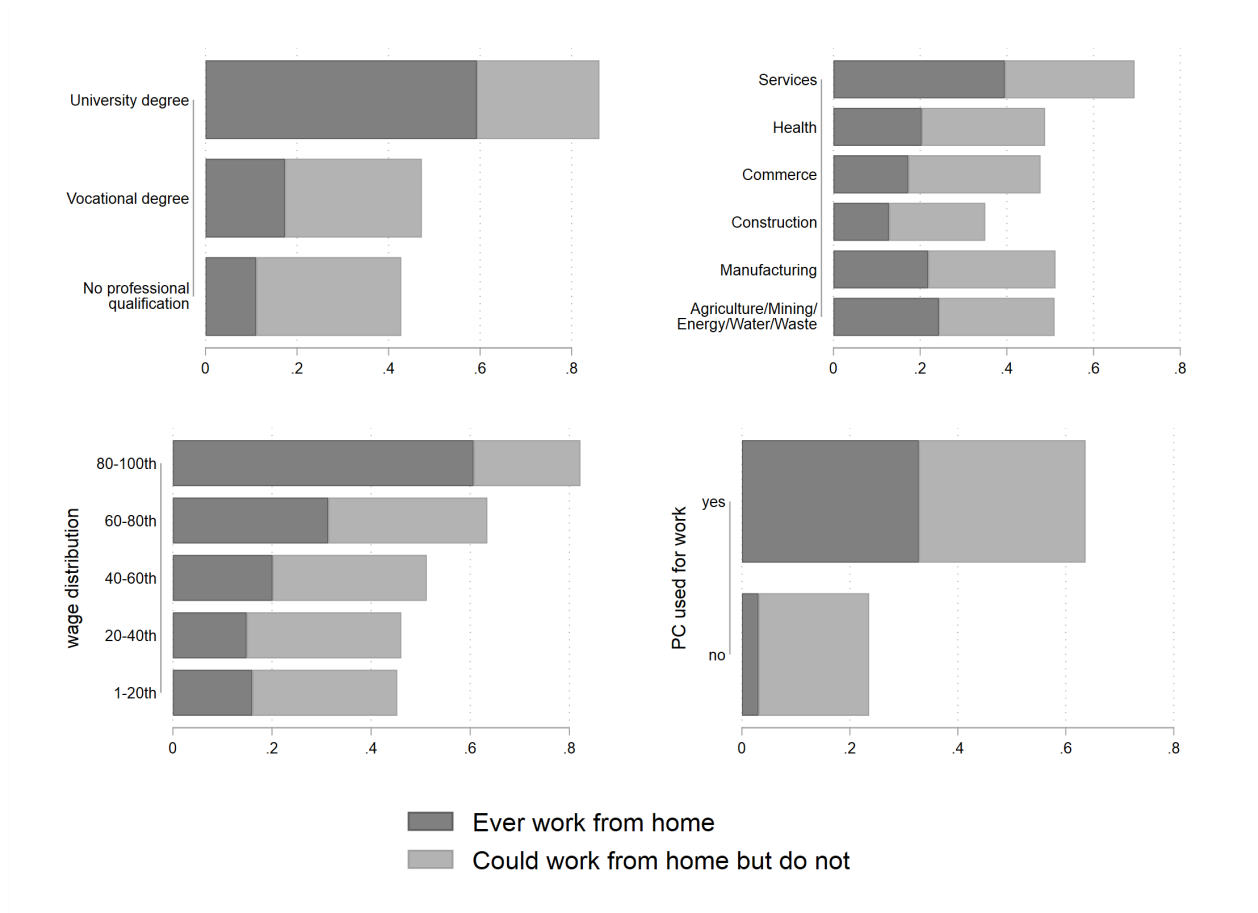 University degree
Vocational degree
No professional
qualification
0 .2 .4 .6 .8
Services
Health
Commerce
Construction
Manufacturing
Agriculture/Mining/
Energy/Water/Waste
0 .2 .4 .6 .8
wage distribution
80-100th
60-80th
40-60th
20-40th
1-20th
0 .2 .4 .6 .8
PC used for work
yes
no
0 .2 .4 .6 .8
Ever work from home
Could work from home but do not